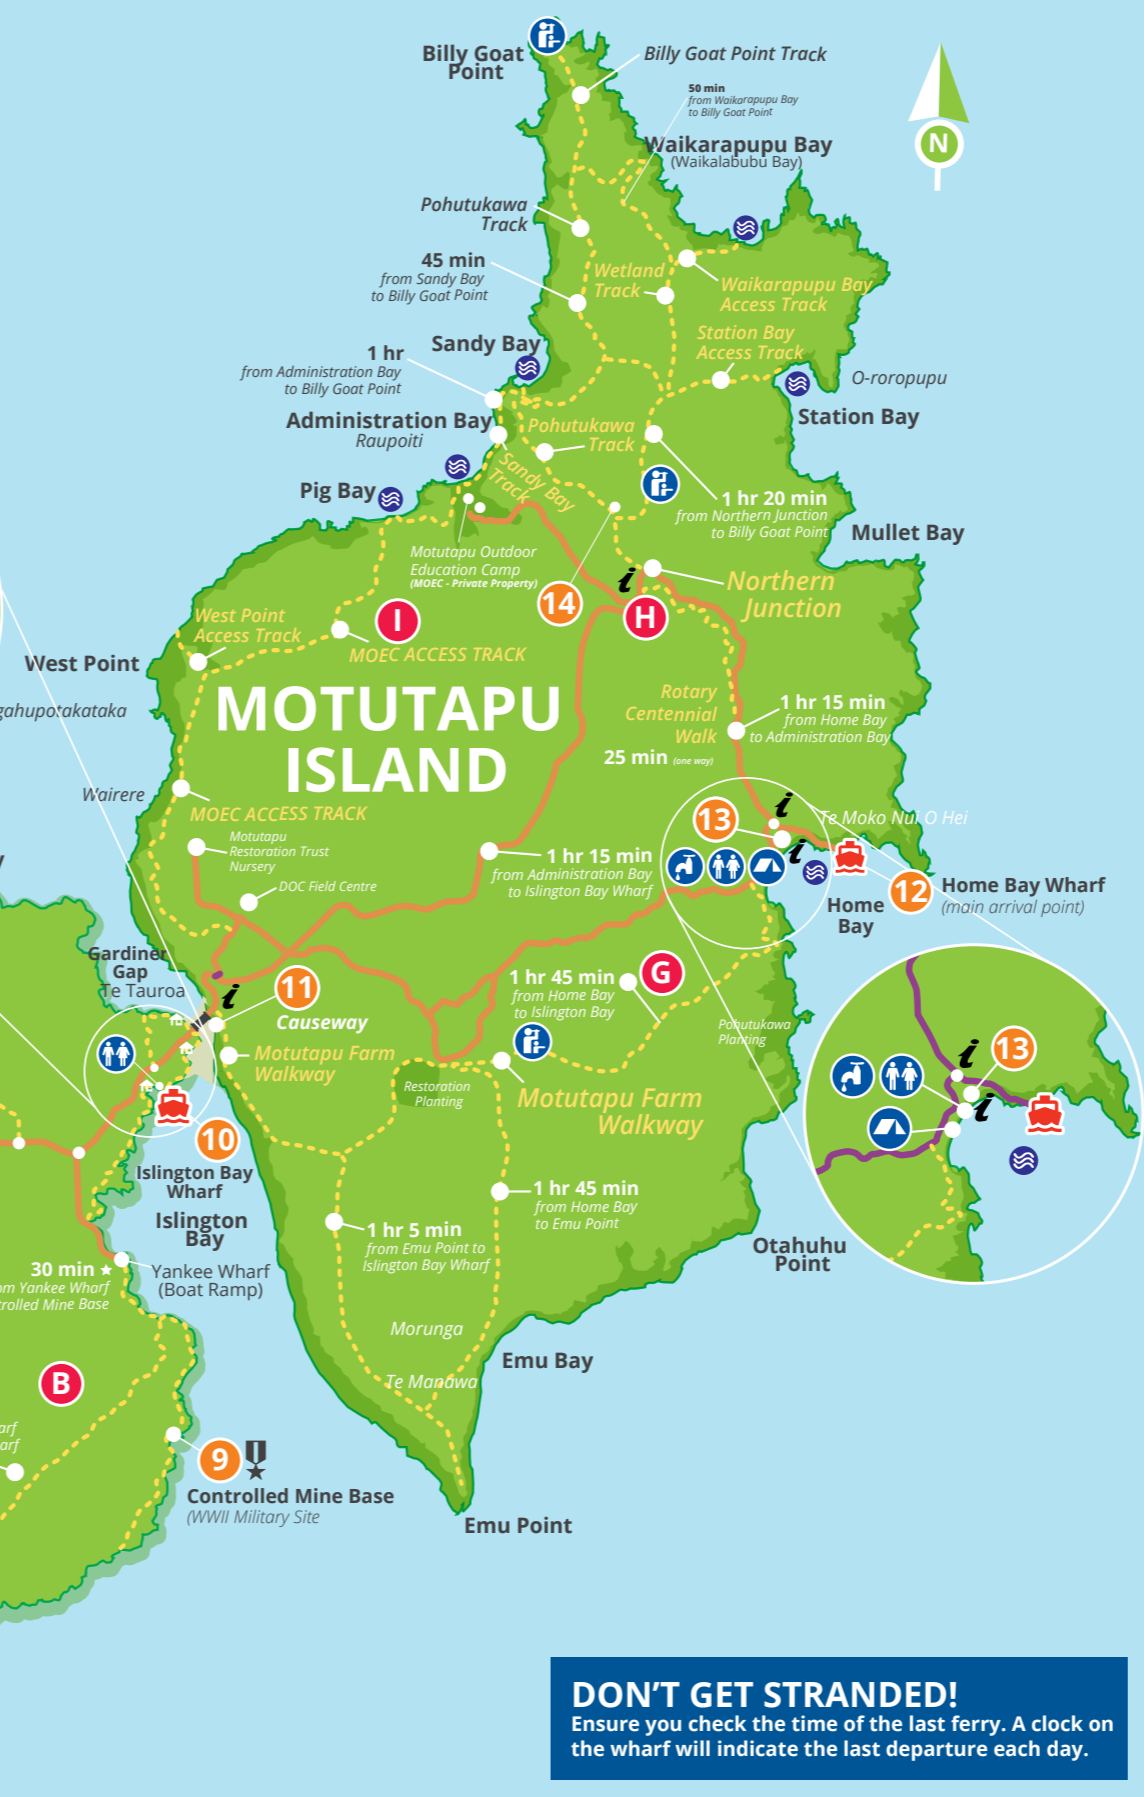 Billy Goat
Point
Billy Goat Point Track
50 min
from Waikarapupu Bay
to Billy Goat Point
N
Waikarapupu Bay
(Waikalabubu Bay)
Pohutukawa
Track
45 min
from Sandy Bay
to Billy Goat Point
Wetland
Track
Waikarapupu Bay
Access Track
Station Bay
Access Track
Sandy Bay
1 hr
from Administration Bay
to Billy Goat Point
O-roropupu
Station Bay
Administration Bay
Raupoiti
Pohutukawa
Track
Sandy Bay
Track
Pig Bay
1 hr 20 min
from Northern Junction
to Billy Goat Point
Mullet Bay
Motutapu Outdoor
Education Camp
(MOEC - Private Property)
i
Northern
Junction
14
H
I
West Point
Access Track
MOEC ACCESS TRACK
West Point
gahupotakataka
MOTUTAPU
ISLAND
Rotary
Centennial
Walk
25 min (one way)
1 hr 15 min
from Home Bay
to Administration Bay
Wairere
MOEC ACCESS TRACK
Motutapu
Restoration Trust
Nursery
DOC Field Centre
1 hr 15 min
from Administration Bay
to Islington Bay Wharf
13
i
i
Te Moko Nui O Hei
12
Home Bay Wharf
(main arrival point)
Home
Bay
y
Gardiner
Gap
Te Tauroa
i
11
Causeway
1 hr 45 min
from Home Bay
to Islington Bay
G
Pohutukawa
Planting
Motutapu Farm
Walkway
Restoration
Planting
Motutapu Farm
Walkway
i
13
i
10
Islington Bay
Wharf
Islington
Bay
1 hr 45 min
from Home Bay
to Emu Point
1 hr 5 min
from Emu Point to
Islington Bay Wharf
Otahuhu
Point
30 min
om Yankee Wharf
trolled Mine Base
Yankee Wharf
(Boat Ramp)
Morunga
Emu Bay
Te Manawa
B
arf
arf
9
Controlled Mine Base
(WWII Military Site
Emu Point
DON'T GET STRANDED!
Ensure you check the time of the last ferry. A clock on
the wharf will indicate the last departure each day.